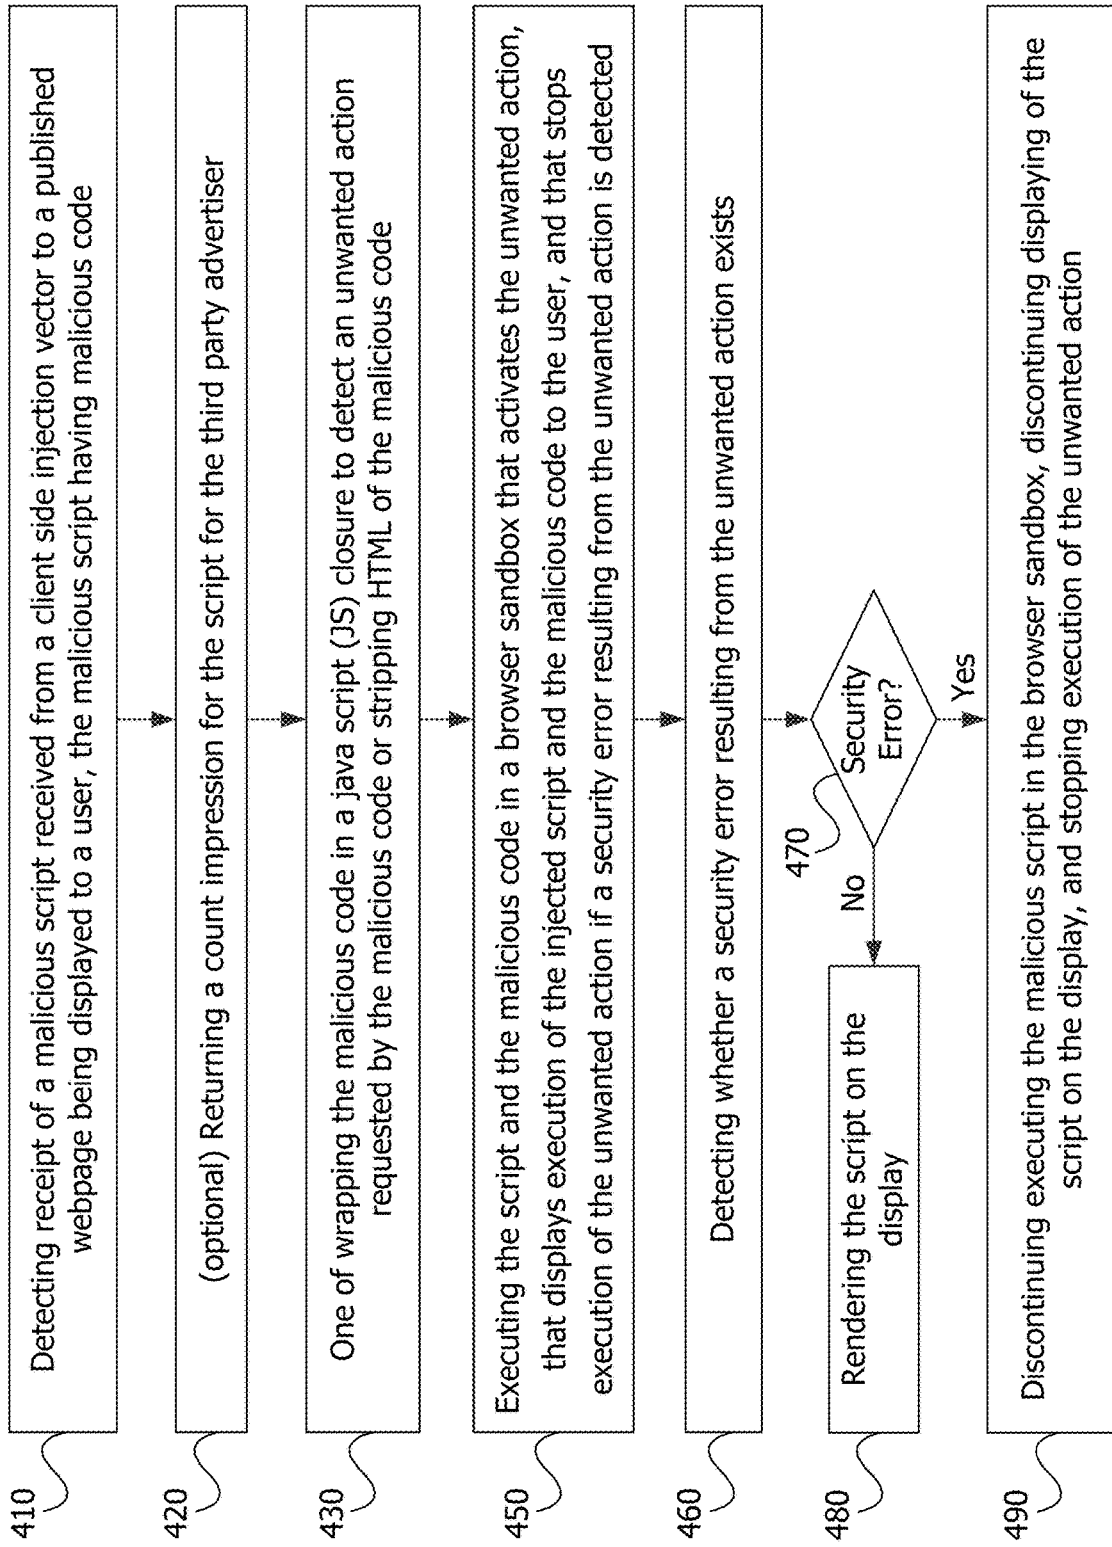 410
Detecting receipt of a malicious script received from a client side injection vector to a published
webpage being displayed to a user, the malicious script having malicious code
420
(optional) Returning a count impression for the script for the third party advertiser
430
One of wrapping the malicious code in a java script (JS) closure to detect an unwanted action
requested by the malicious code or stripping HTML of the malicious code
450
Executing the script and the malicious code in a browser sandbox that activates the unwanted action,
that displays execution of the injected script and the malicious code to the user, and that stops
execution of the unwanted action if a security error resulting from the unwanted action is detected
460
Detecting whether a security error resulting from the unwanted action exists
470
Security
Error?
No
Yes
480
Rendering the script on the
display
490
Discontinuing executing the malicious script in the browser sandbox, discontinuing displaying of the
script on the display, and stopping execution of the unwanted action